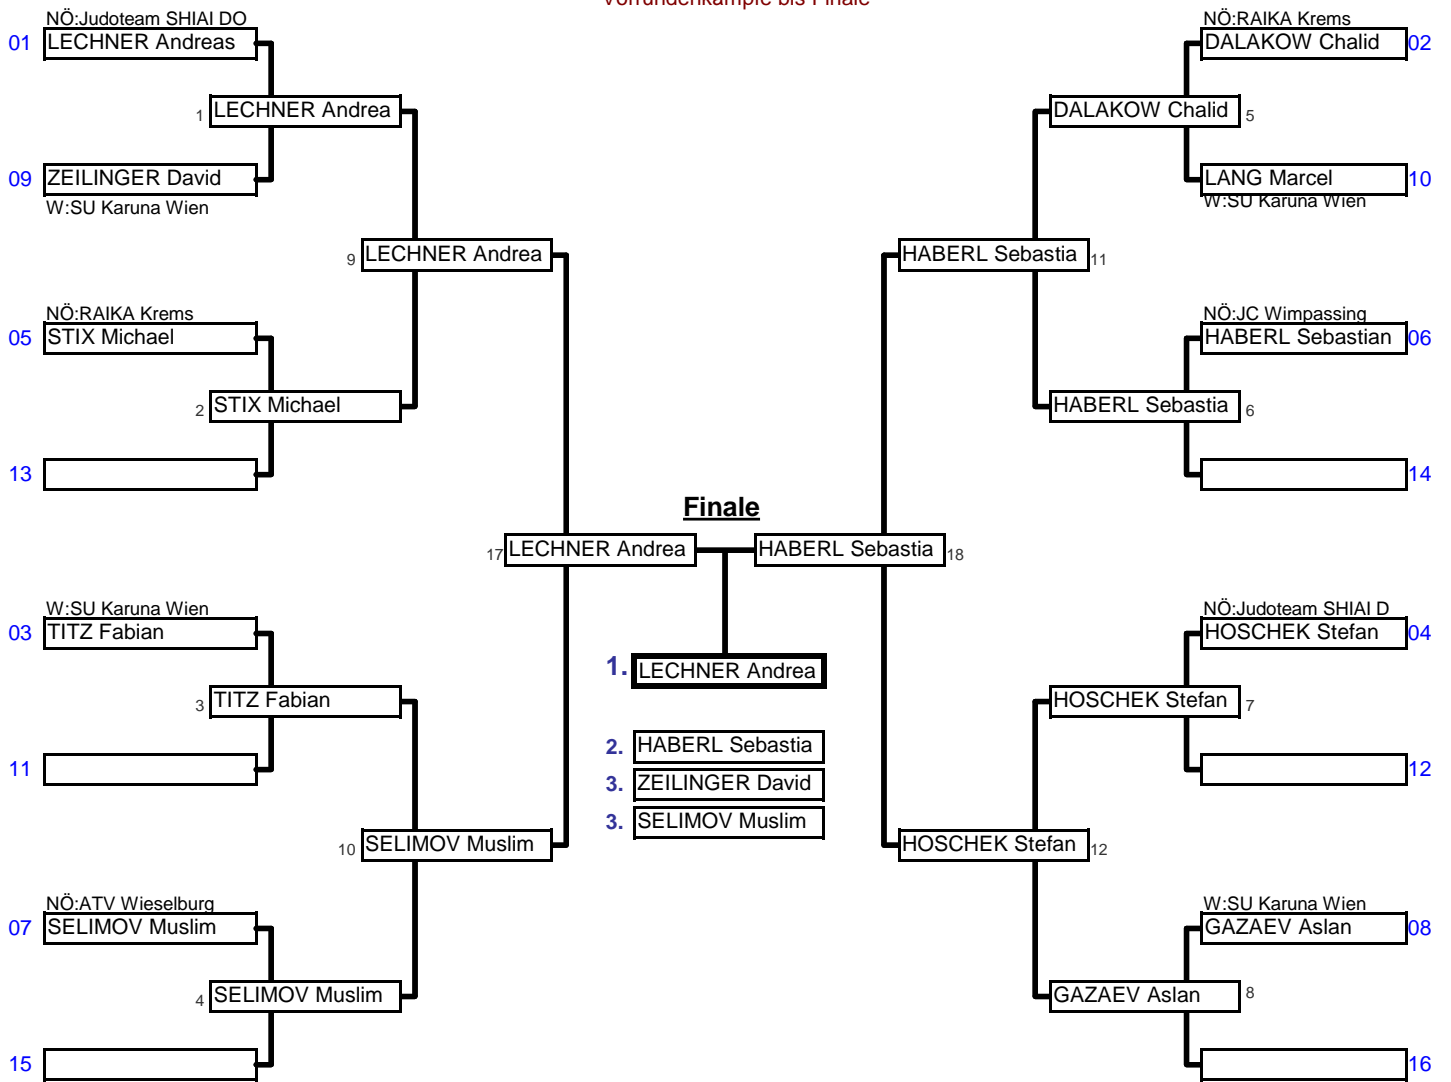 Vorrundenkämpfe bis Finale
NÖ:Judoteam SHIAI DO
01 LECHNER Andreas
1 LECHNER Andrea
09 ZEILINGER David
W:SU Karuna Wien
9 LECHNER Andrea
NÖ:RAIKA Krems
05 STIX Michael
2 STIX Michael
13
17 LECHNER Andrea
W:SU Karuna Wien
03 TITZ Fabian
3 TITZ Fabian
11
10 SELIMOV Muslim
NÖ:ATV Wieselburg
07 SELIMOV Muslim
4 SELIMOV Muslim
15
Finale
1. LECHNER Andrea
2. HABERL Sebastia
3. ZEILINGER David
3. SELIMOV Muslim
NÖ:RAIKA Krems
DALAKOW Chalid 02
DALAKOW Chalid 5
LANG Marcel 10
W:SU Karuna Wien
HABERL Sebastia 11
NÖ:JC Wimpassing
HABERL Sebastian 06
HABERL Sebastia 6
14
HABERL Sebastia 18
NÖ:Judoteam SHIAI D
HOSCHEK Stefan 04
HOSCHEK Stefan 7
12
HOSCHEK Stefan 12
W:SU Karuna Wien
GAZAEV Aslan 08
GAZAEV Aslan 8
16